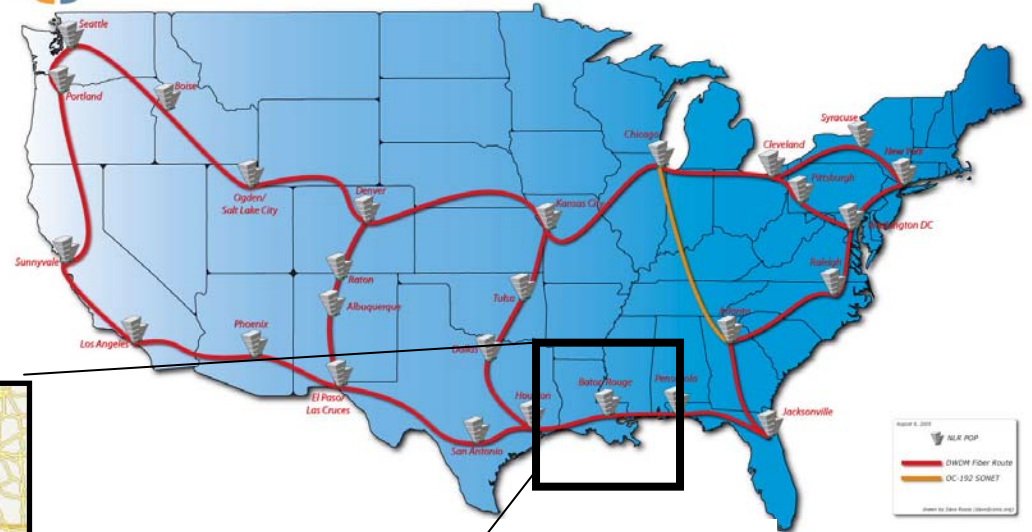 Seattle
Portland
Boise
Ogden/
Salt Lake City
Denver
Sunnyvale
Los Angeles
Phoenix
Raton
Albuquerque
El Paso/
Las Cruces
San Antonio
Houston
Dallas
Tulsa
Kansas City
Chicago
Cleveland
Syracuse
New York
Pittsburgh
Washington DC
Raleigh
Atlanta
Jacksonville
Pensacola
Baton Rouge
NLR POP
DWDM Fiber Route
OC-192 SONET